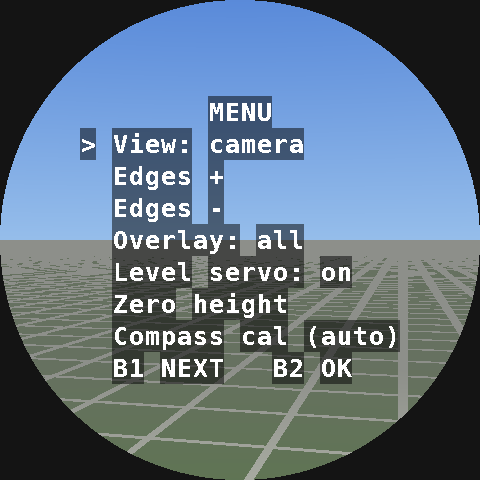 MENU
> View: camera
Edges +
Edges -
Overlay: all
Level servo: on
Zero height
Compass cal (auto)
B1 NEXT B2 OK